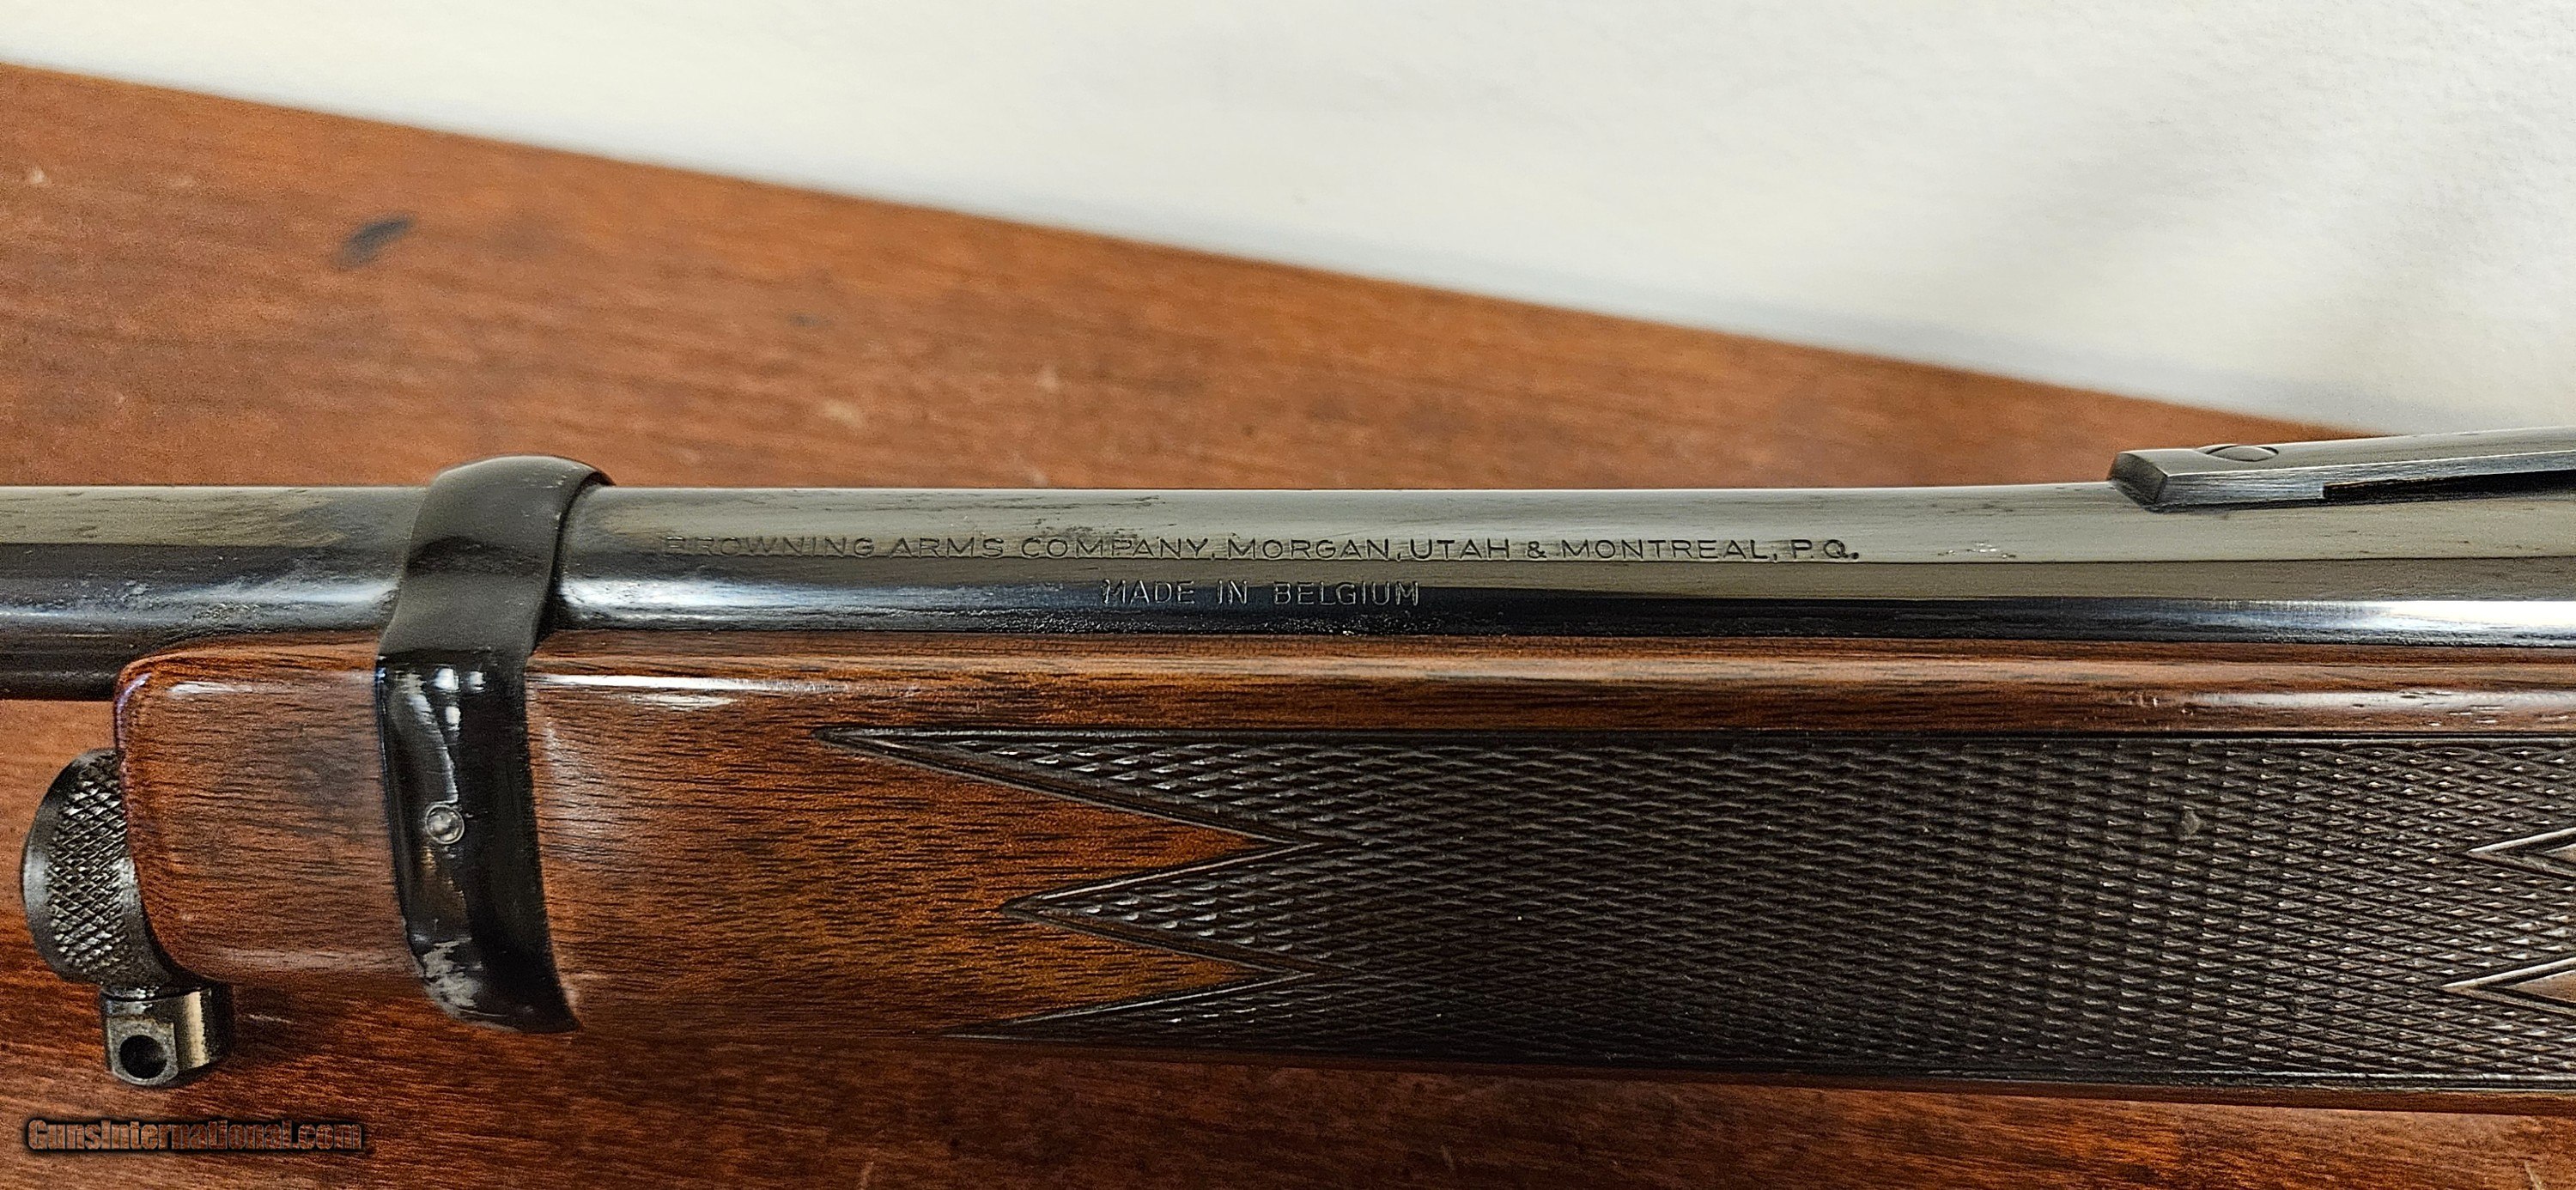 BROWNING ARMS COMPANY, MORGAN, UTAH & MONTREAL, P.Q.
MADE IN BELGIUM
GunsInternational.com